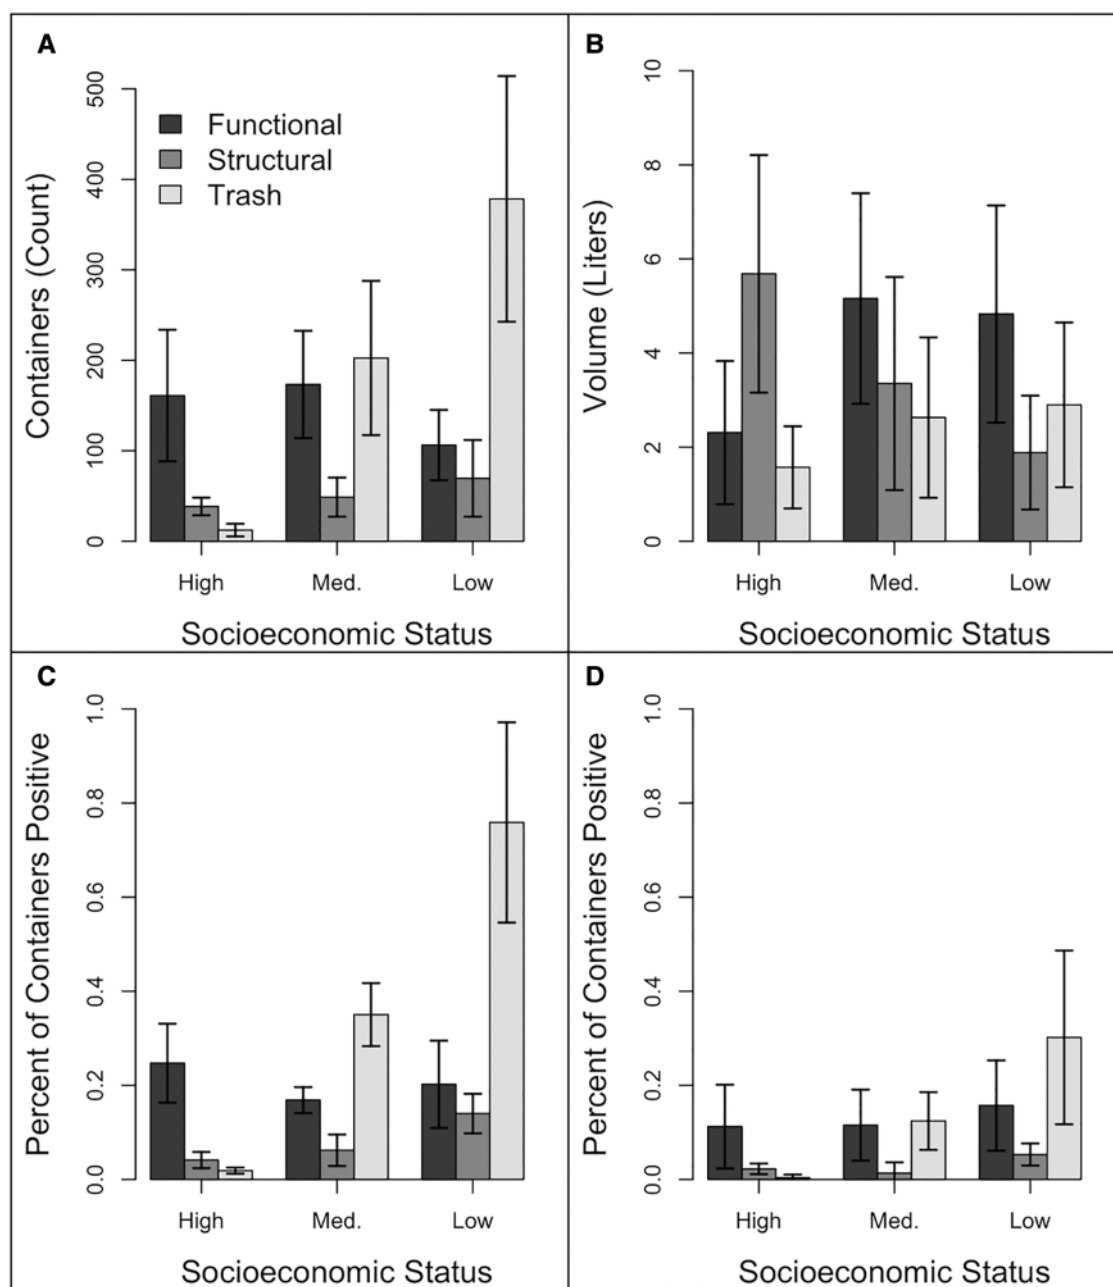 A
Containers (Count)
500
400
300
200
100
0
Functional
Structural
Trash
High
Med.
Low
Socioeconomic Status
B
Volume (Liters)
10
8
6
4
2
0
High
Med.
Low
Socioeconomic Status
C
Percent of Containers Positive
1.0
0.8
0.6
0.4
0.2
0.0
High
Med.
Low
Socioeconomic Status
D
Percent of Containers Positive
1.0
0.8
0.6
0.4
0.2
0.0
High
Med.
Low
Socioeconomic Status